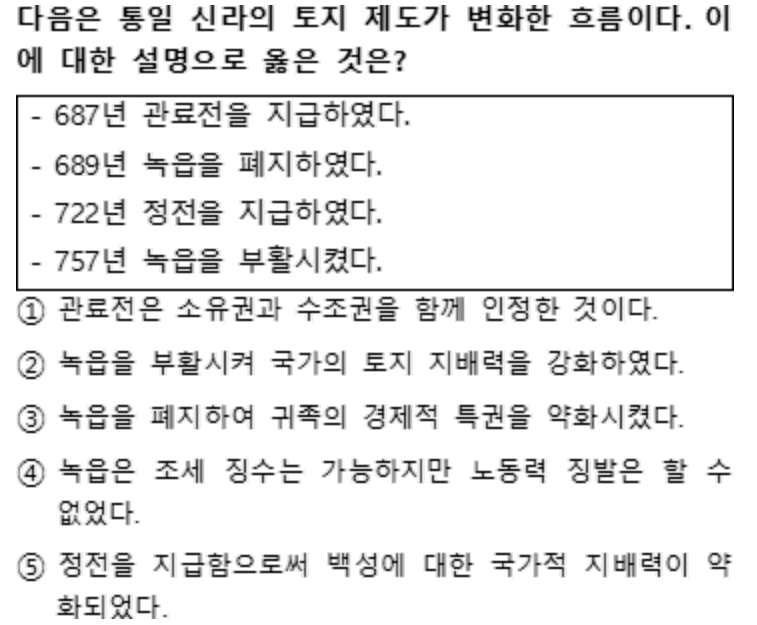 다음은 통일 신라의 토지 제도가 변화한 흐름이다. 이
에 대한 설명으로 옳은 것은?
- 687년 관료전을 지급하였다.
- 689년 녹읍을 폐지하였다.
- 722년 정전을 지급하였다.
- 757년 녹읍을 부활시켰다.
① 관료전은 소유권과 수조권을 함께 인정한 것이다.
② 녹읍을 부활시켜 국가의 토지 지배력을 강화하였다.
③ 녹읍을 폐지하여 귀족의 경제적 특권을 약화시켰다.
④ 녹읍은 조세 징수는 가능하지만 노동력 징발은 할 수
없었다.
⑤ 정전을 지급함으로써 백성에 대한 국가적 지배력이 약
화되었다.